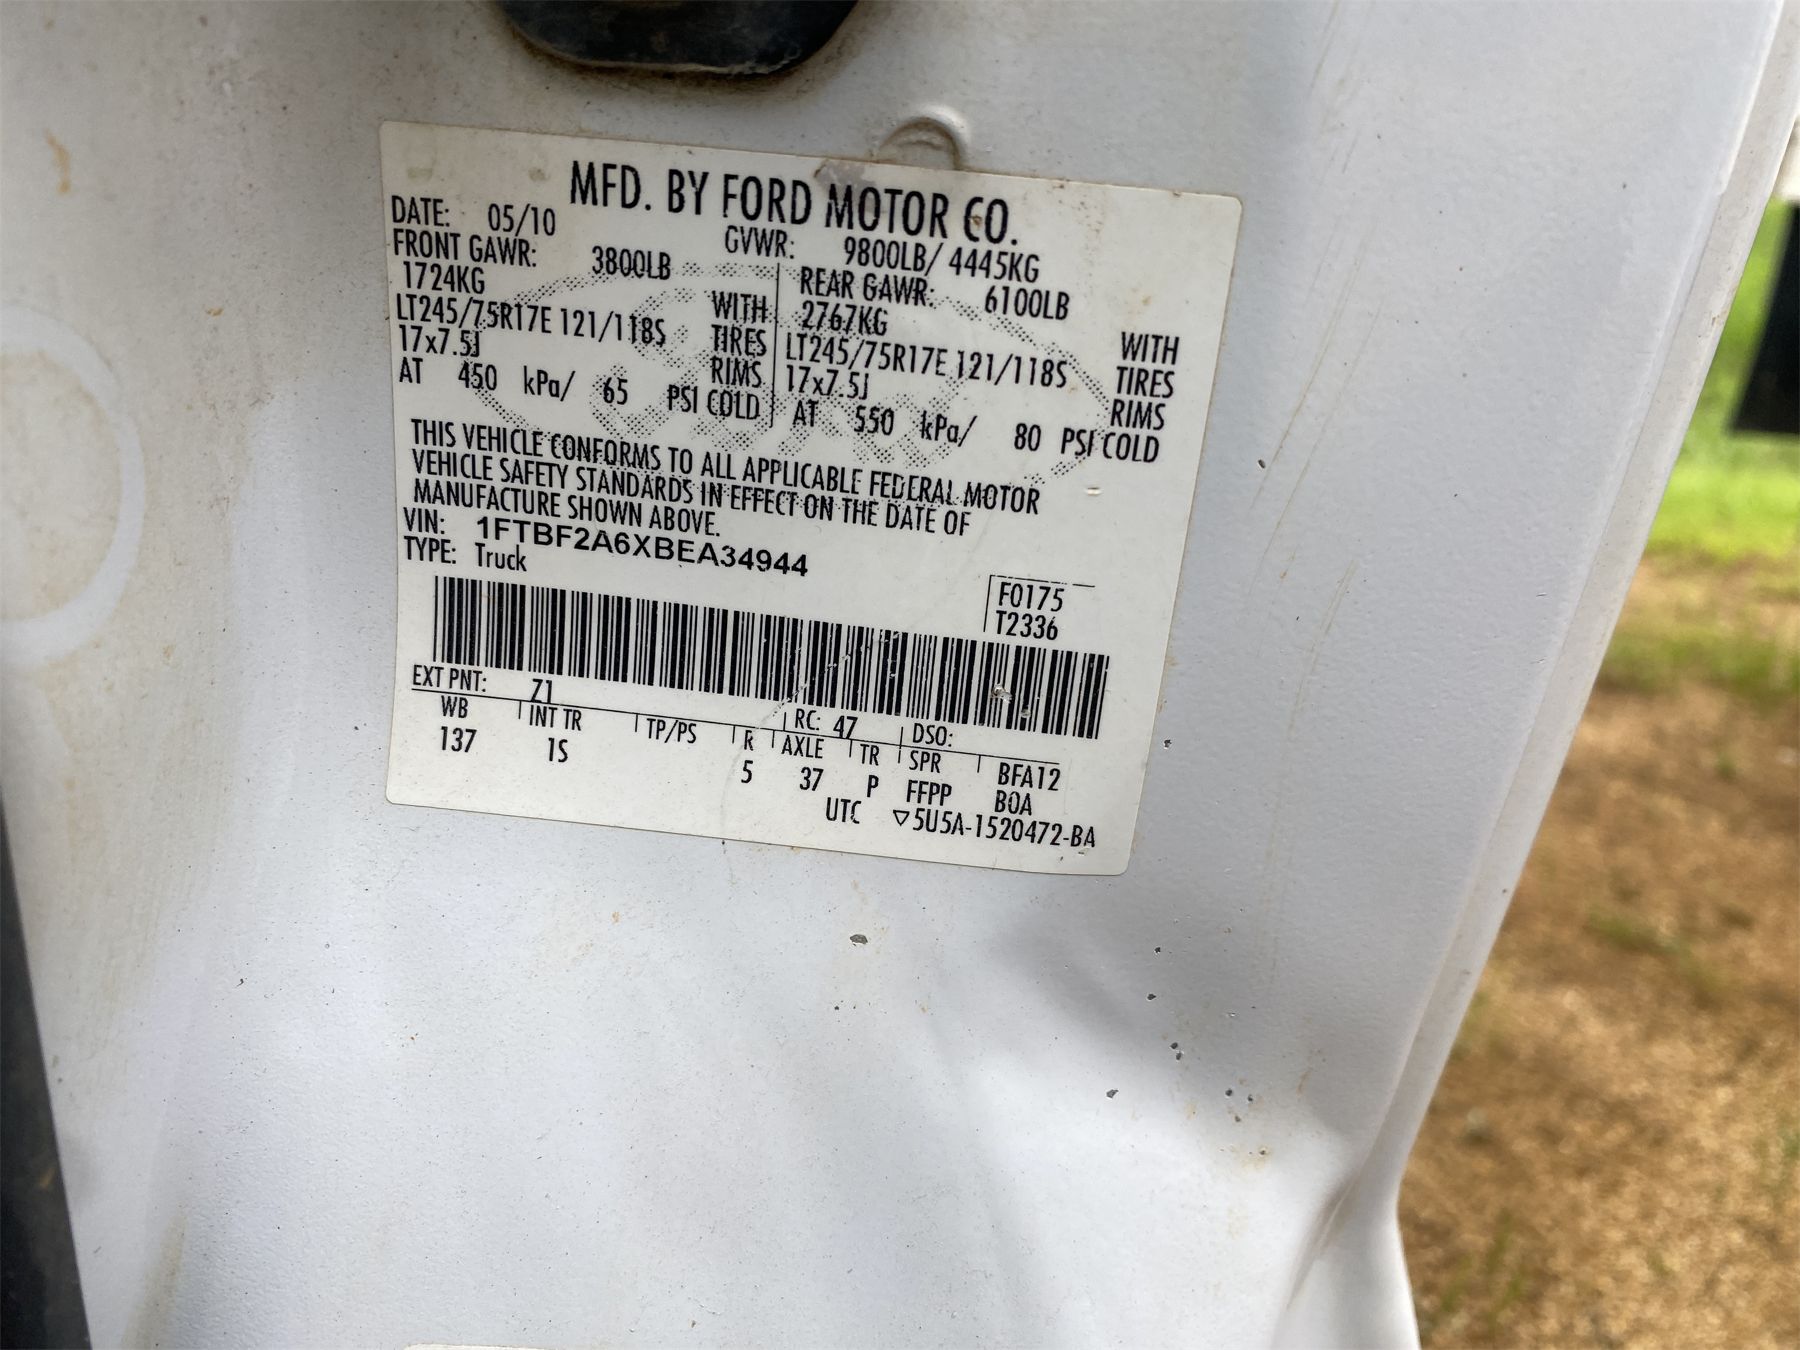 MFD. BY FORD MOTOR CO.
DATE: 05/10 GVWR: 9800LB/ 4445KG
FRONT GAWR: 3800LB REAR GAWR: 6100LB
1724KG WITH 2767KG WITH
LT245/75R17E 121/118S TIRES LT245/75R17E 121/118S TIRES
17x7.5J RIMS 17x7.5J RIMS
AT 450 kPa/ 65 PSI COLD AT 550 kPa/ 80 PSI COLD
THIS VEHICLE CONFORMS TO ALL APPLICABLE FEDERAL MOTOR
VEHICLE SAFETY STANDARDS IN EFFECT ON THE DATE OF
MANUFACTURE SHOWN ABOVE.
VIN: 1FTBF2A6XBEA34944
TYPE: Truck
F0175
T2336
EXT PNT: Z1 RC: 47 DSO:
WB INT TR TP/PS R AXLE TR SPR BFA12
137 1S 5 37 P FFPP BOA
UTC ▽5U5A-1520472-BA